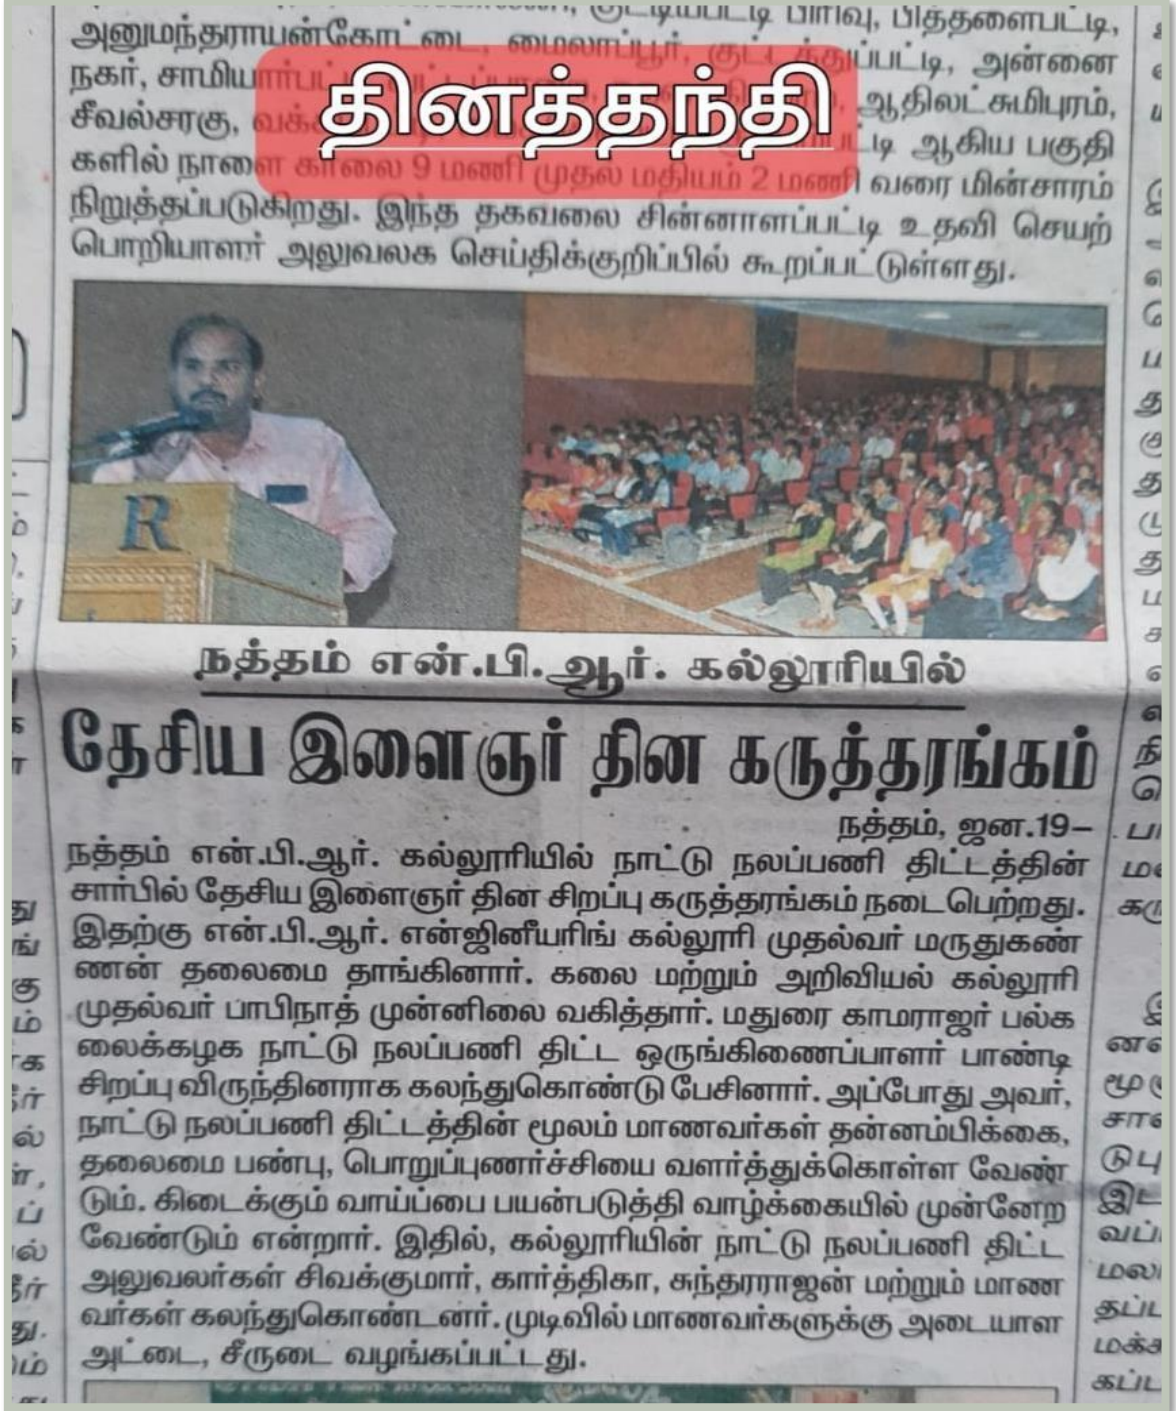 அனுமந்தராயன்கோட்டை, மைலாப்பூர், குட்டத்துப்பட்டி, அன்னை
நகர், ஆதிலட்சுமிபுரம்,
தினத்தந்தி
சீவல்சரகு, ஆகிய பகுதி
களில் நாளை காலை 9 மணி முதல் மதியம் 2 மணி வரை மின்சாரம்
நிறுத்தப்படுகிறது. இந்த தகவலை சின்னாளப்பட்டி உதவி செயற்
பொறியாளர் அலுவலக செய்திக்குறிப்பில் கூறப்பட்டுள்ளது.
R
நத்தம் என்.பி.ஆர். கல்லூரியில்
தேசிய இளைஞர் தின கருத்தரங்கம்
நத்தம், ஜன.19–
நத்தம் என்.பி.ஆர். கல்லூரியில் நாட்டு நலப்பணி திட்டத்தின்
சார்பில் தேசிய இளைஞர் தின சிறப்பு கருத்தரங்கம் நடைபெற்றது.
இதற்கு என்.பி.ஆர். என்ஜினீயரிங் கல்லூரி முதல்வர் மருதுகண்
ணன் தலைமை தாங்கினார். கலை மற்றும் அறிவியல் கல்லூரி
முதல்வர் பாபிநாத் முன்னிலை வகித்தார். மதுரை காமராஜர் பல்க
லைக்கழக நாட்டு நலப்பணி திட்ட ஒருங்கிணைப்பாளர் பாண்டி
சிறப்பு விருந்தினராக கலந்துகொண்டு பேசினார். அப்போது அவர்,
நாட்டு நலப்பணி திட்டத்தின் மூலம் மாணவர்கள் தன்னம்பிக்கை,
தலைமை பண்பு, பொறுப்புணர்ச்சியை வளர்த்துக்கொள்ள வேண்
டும். கிடைக்கும் வாய்ப்பை பயன்படுத்தி வாழ்க்கையில் முன்னேற
வேண்டும் என்றார். இதில், கல்லூரியின் நாட்டு நலப்பணி திட்ட
அலுவலர்கள் சிவக்குமார், கார்த்திகா, சுந்தரராஜன் மற்றும் மாண
வர்கள் கலந்துகொண்டனர். முடிவில் மாணவர்களுக்கு அடையாள
அட்டை, சீருடை வழங்கப்பட்டது.